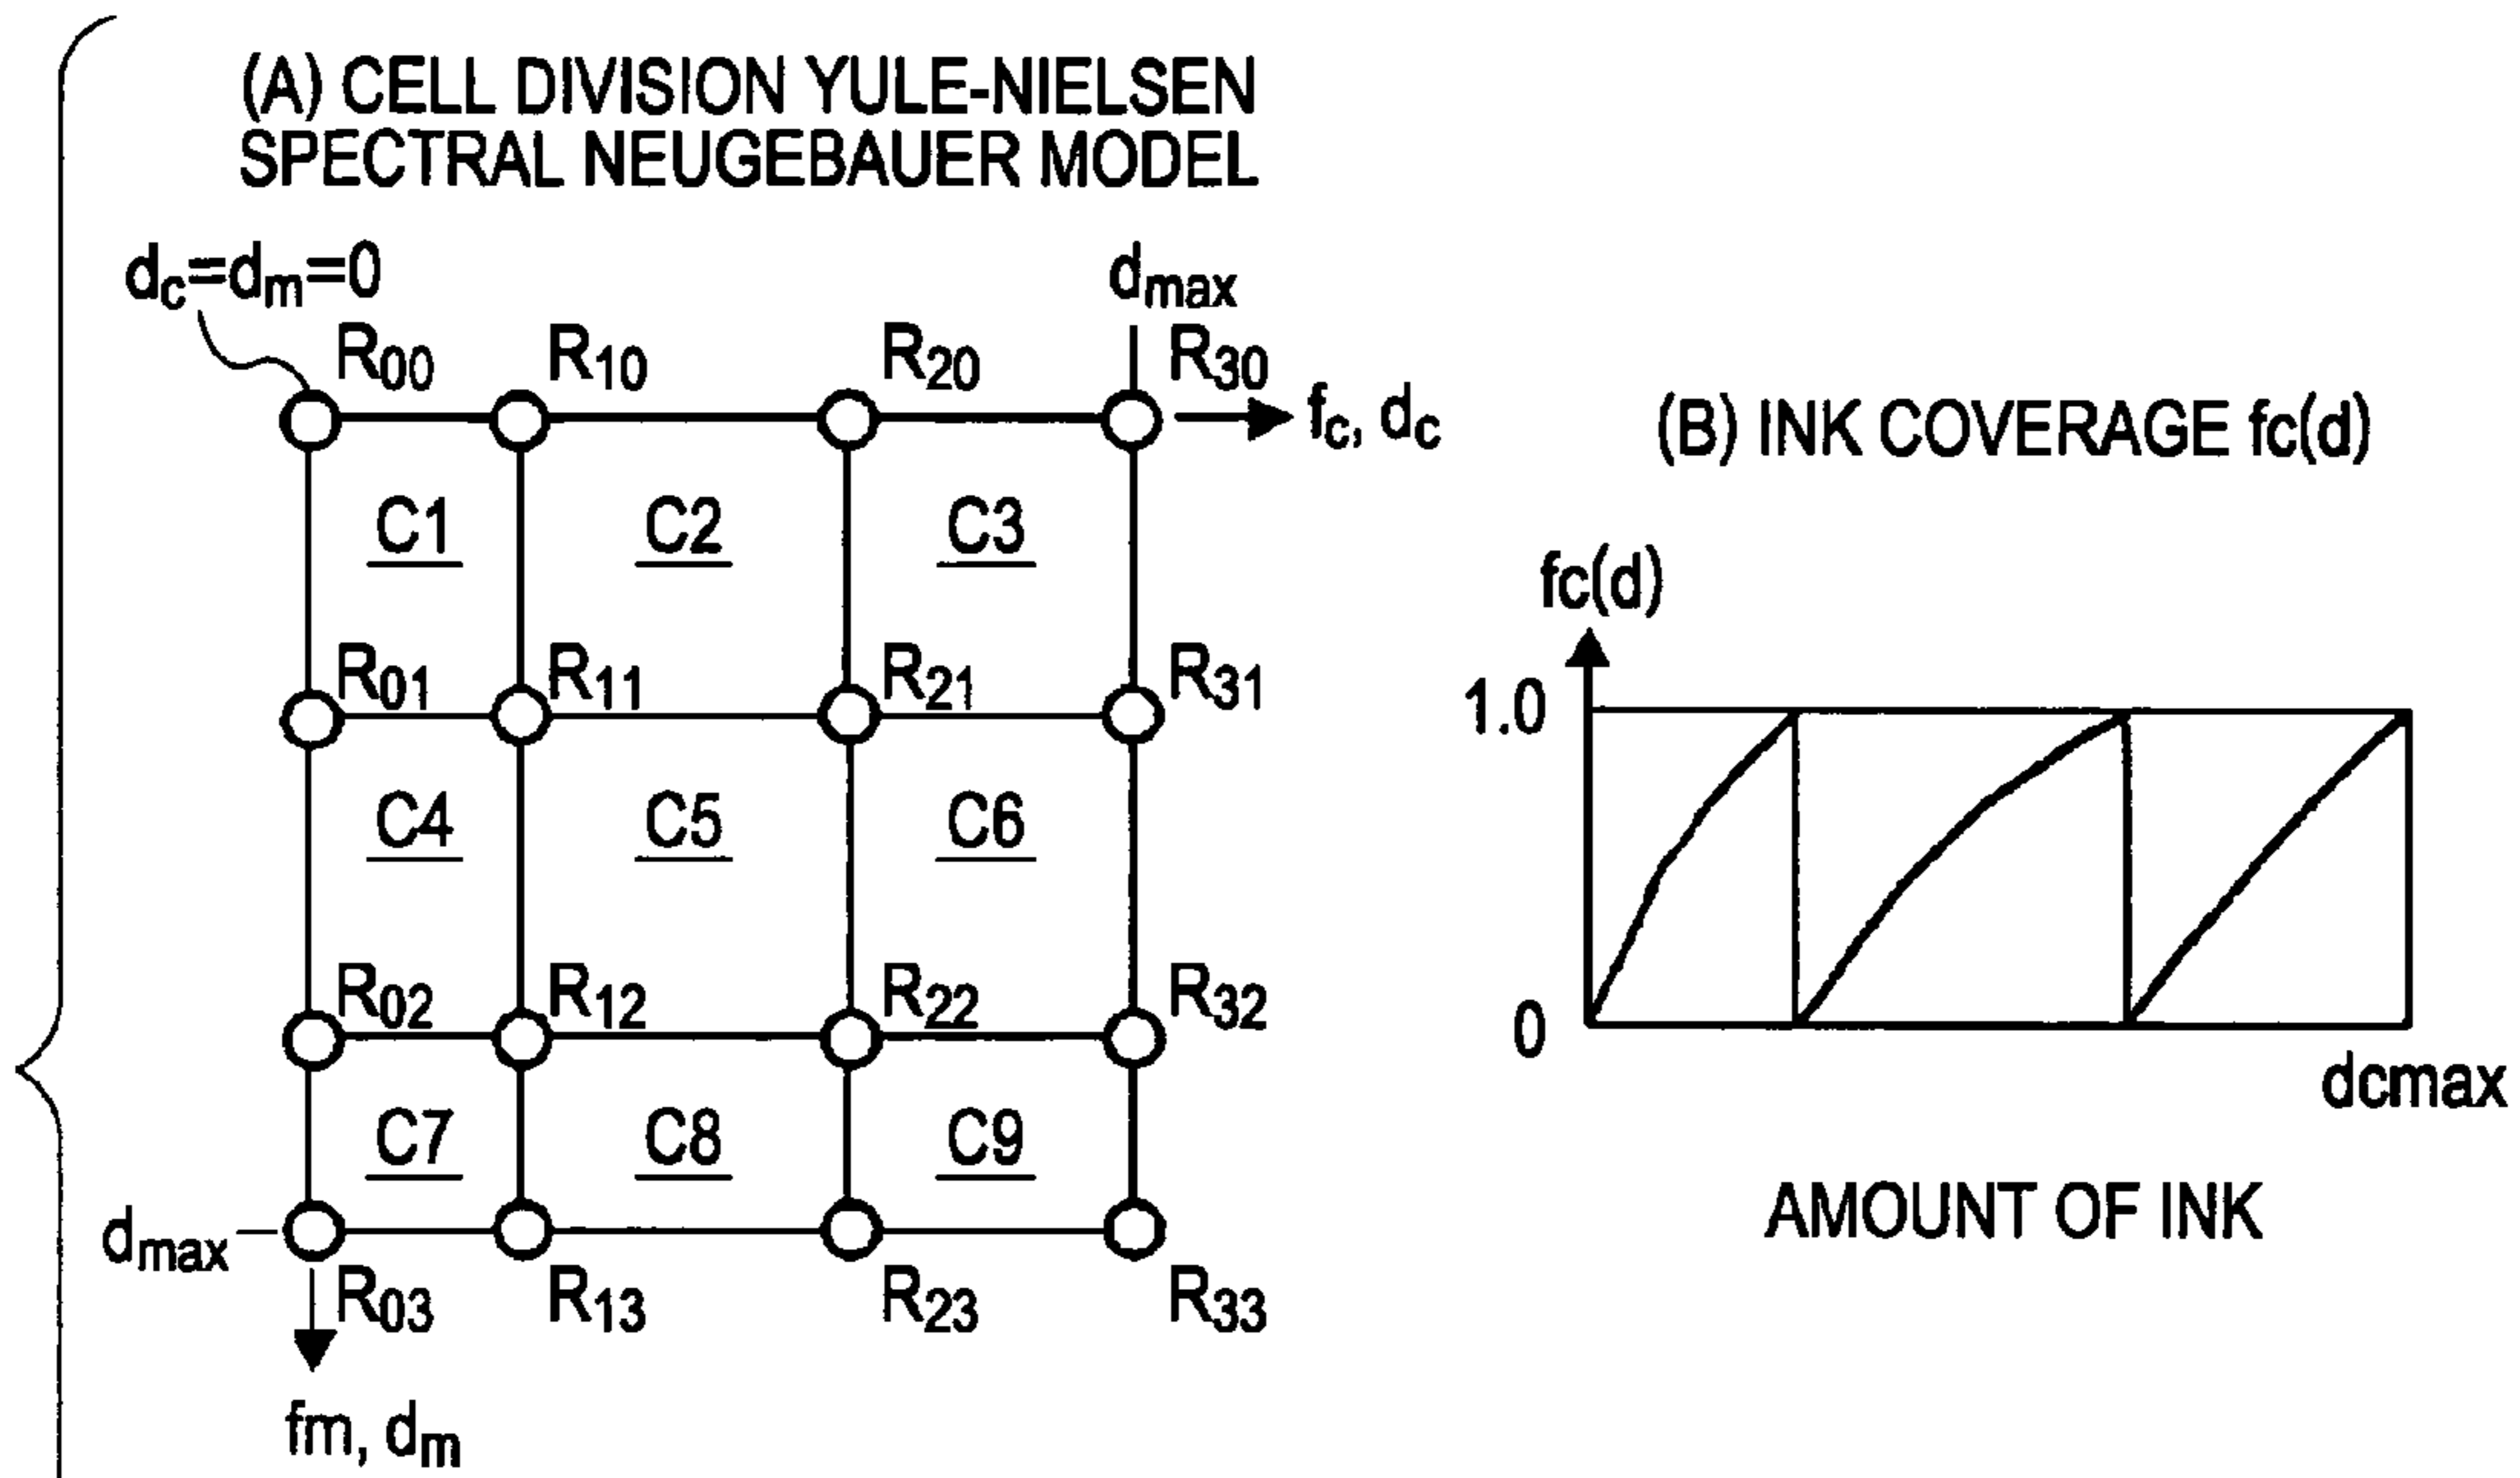 (A) CELL DIVISION YULE-NIELSEN
SPECTRAL NEUGEBAUER MODEL
dc=dm=0
dmax
R00 R10 R20 R30
fc, dc
C1 C2 C3
R01 R11 R21 R31
C4 C5 C6
R02 R12 R22 R32
C7 C8 C9
dmax
R03 R13 R23 R33
fm, dm
(B) INK COVERAGE fc(d)
fc(d)
1.0
0
dcmax
AMOUNT OF INK